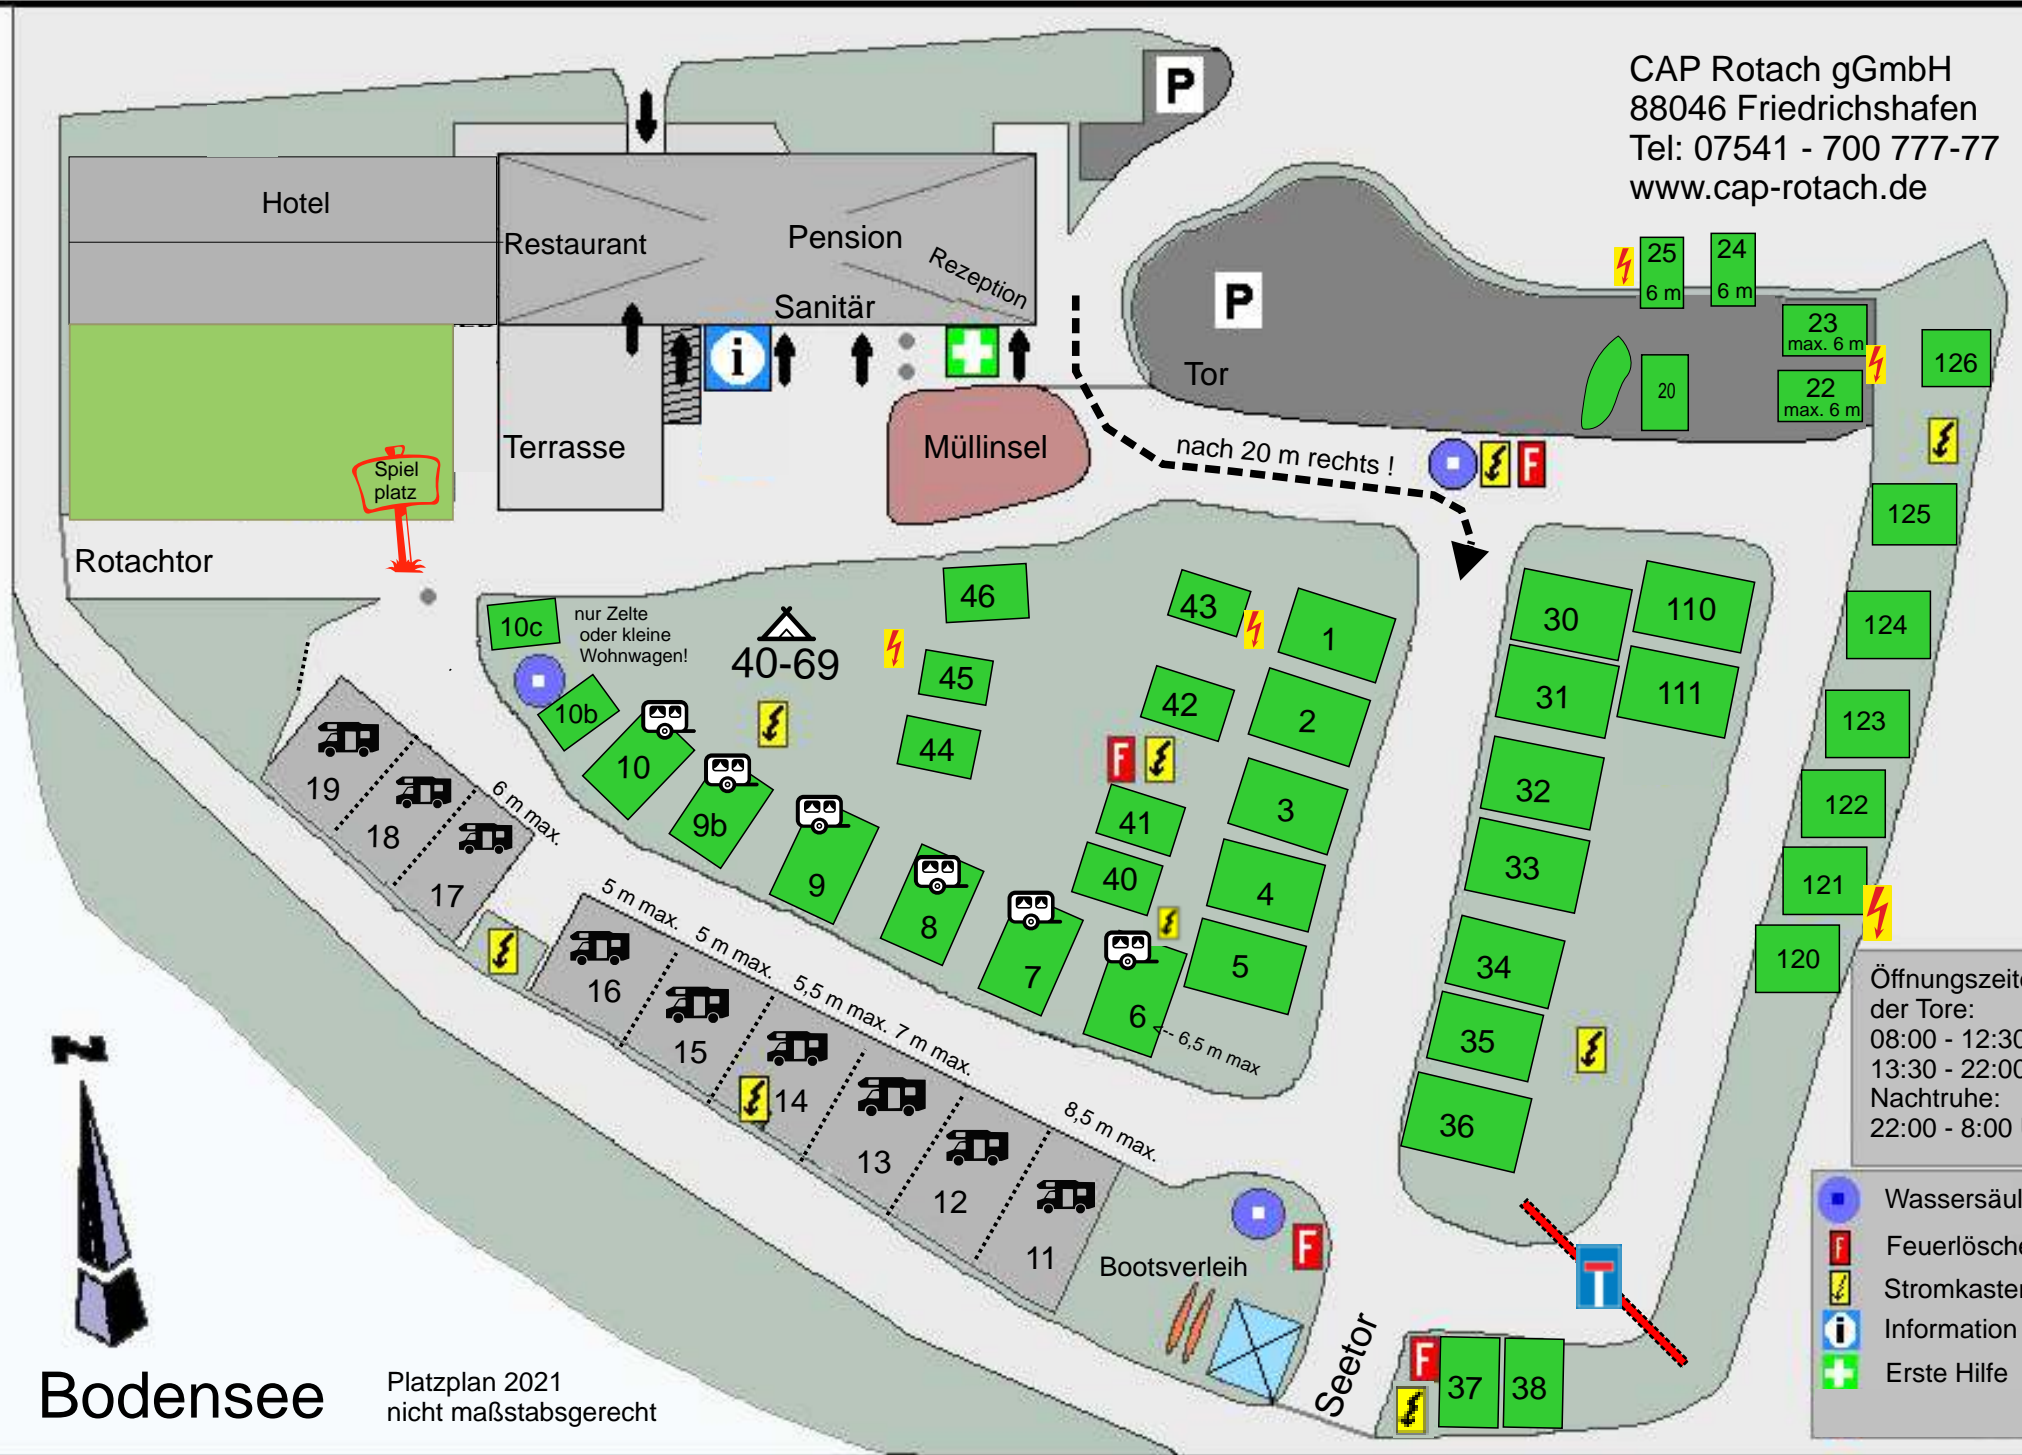 CAP Rotach gGmbH
88046 Friedrichshafen
Tel: 07541 - 700 777-77
www.cap-rotach.de
P
Hotel
Restaurant
Pension
Rezeption
Sanitär
i
P
Tor
25
6 m
24
6 m
23
max. 6 m
22
max. 6 m
20
126
Terrasse
Müllinsel
nach 20 m rechts !
F
Spiel
platz
125
Rotachtor
10c
nur Zelte
oder kleine
Wohnwagen!
40-69
46
43
1
30
110
124
45
42
2
31
111
123
10b
10
44
3
32
122
19
18
17
6 m max.
9b
9
8
7
6
6,5 m max
F
41
40
4
5
33
121
34
120
35
36
5 m max.
5 m max.
5,5 m max.
7 m max.
8,5 m max.
16
15
14
13
12
11
Öffnungszeite
der Tore:
08:00 - 12:30
13:30 - 22:00
Nachtruhe:
22:00 - 8:00
Wassersäul
F
Feuerlösche
Stromkaster
i
Information
Erste Hilfe
N
Bootsverleih
F
Seetor
F
37
38
Bodensee
Platzplan 2021
nicht maßstabsgerecht